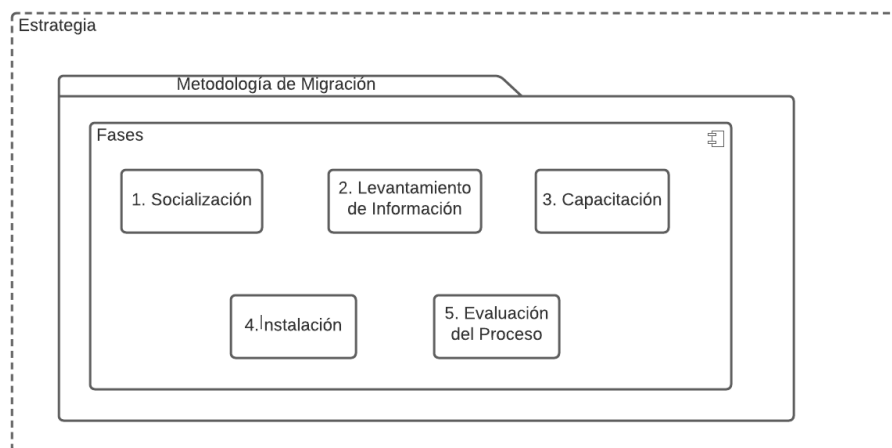 Estrategia
Metodología de Migración
Fases
1. Socialización
2. Levantamiento
de Información
3. Capacitación
4.Instalación
5. Evaluación
del Proceso